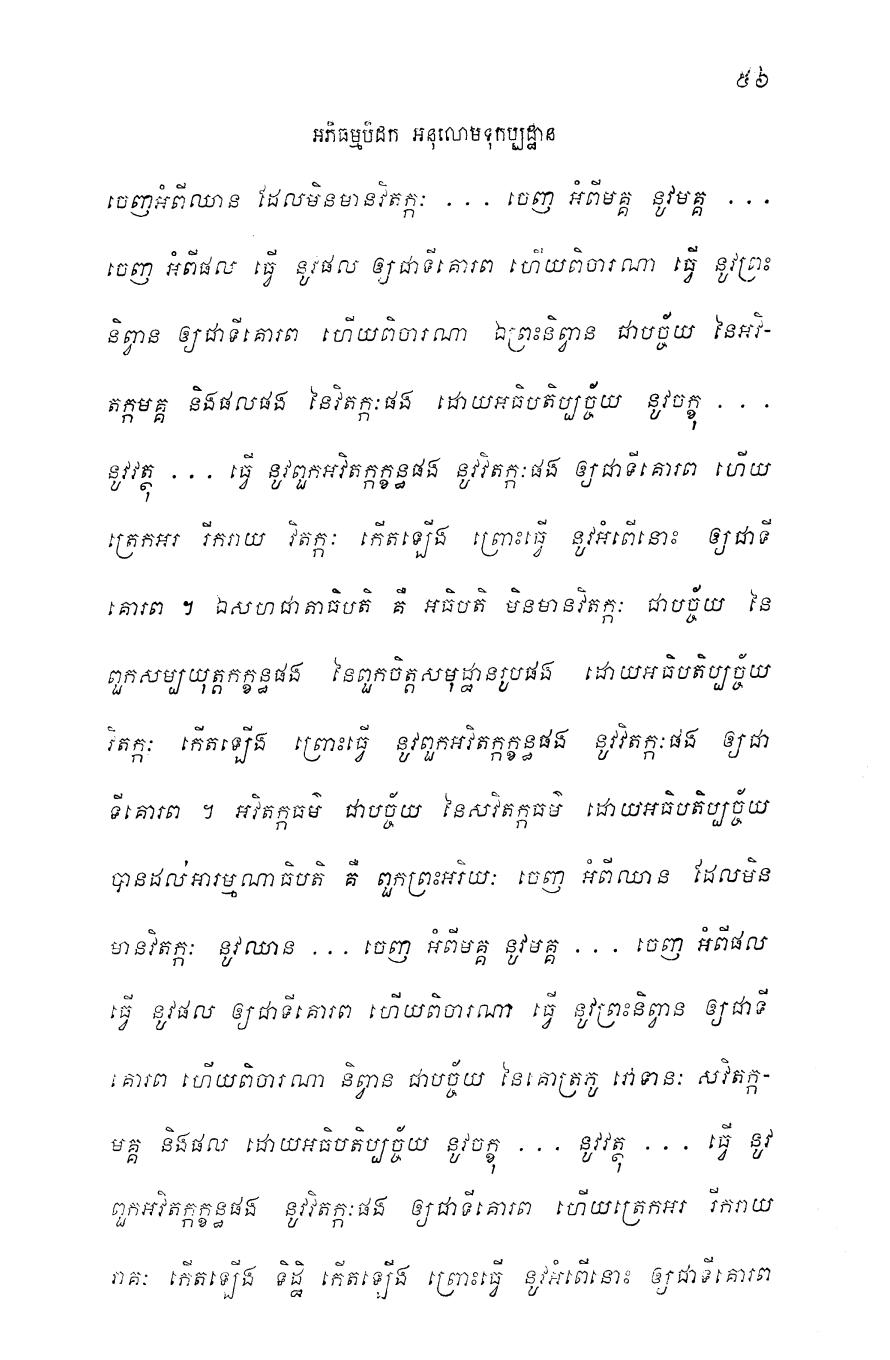 ៥៦
អភិធម្មបិដក អនុលោមទុកប្បដ្ឋាន
ចេញអំពីឈាន ដែលមិនមានវិតក្កៈ ... ចេញ អំពីមគ្គ នូវមគ្គ ...
ចេញ អំពីផល ធ្វើ នូវផល ឲ្យជាទីគោរព ហើយពិចារណា ធ្វើ នូវព្រះ
និព្វាន ឲ្យជាទីគោរព ហើយពិចារណា ឯព្រះនិព្វាន ជាបច្ច័យ នៃអវិ-
តក្កមគ្គ និងផលផង នៃវិតក្កៈផង ដោយអធិបតិប្បច្ច័យ នូវចក្ខុ ...
នូវវត្ថុ ... ធ្វើ នូវពួកអវិតក្កក្ខន្ធផង នូវវិតក្កៈផង ឲ្យជាទីគោរព ហើយ
ត្រេកអរ រីករាយ វិតក្កៈ កើតឡើង ព្រោះធ្វើ នូវអំពើនោះ ឲ្យជាទី
គោរព ។ ឯសហជាតាធិបតិ គឺ អធិបតិ មិនមានវិតក្កៈ ជាបច្ច័យ នៃ
ពួកសម្បយុត្តកក្ខន្ធផង នៃពួកចិត្តសមុដ្ឋានរូបផង ដោយអធិបតិប្បច្ច័យ
វិតក្កៈ កើតឡើង ព្រោះធ្វើ នូវពួកអវិតក្កក្ខន្ធផង នូវវិតក្កៈផង ឲ្យជា
ទីគោរព ។ អវិតក្កធម៌ ជាបច្ច័យ នៃសវិតក្កធម៌ ដោយអធិបតិប្បច្ច័យ
បានដល់អារម្មណាធិបតិ គឺ ពួកព្រះអរិយៈ ចេញ អំពីឈាន ដែលមិន
មានវិតក្កៈ នូវឈាន ... ចេញ អំពីមគ្គ នូវមគ្គ ... ចេញ អំពីផល
ធ្វើ នូវផល ឲ្យជាទីគោរព ហើយពិចារណា ធ្វើ នូវព្រះនិព្វាន ឲ្យជាទី
គោរព ហើយពិចារណា និព្វាន ជាបច្ច័យ នៃគោត្រភូ វោទានៈ សវិតក្ក-
មគ្គ និងផល ដោយអធិបតិប្បច្ច័យ នូវចក្ខុ ... នូវវត្ថុ ... ធ្វើ នូវ
ពួកអវិតក្កក្ខន្ធផង នូវវិតក្កៈផង ឲ្យជាទីគោរព ហើយត្រេកអរ រីករាយ
រាគៈ កើតឡើង ទិដ្ឋិ កើតឡើង ព្រោះធ្វើ នូវអំពើនោះ ឲ្យជាទីគោរព